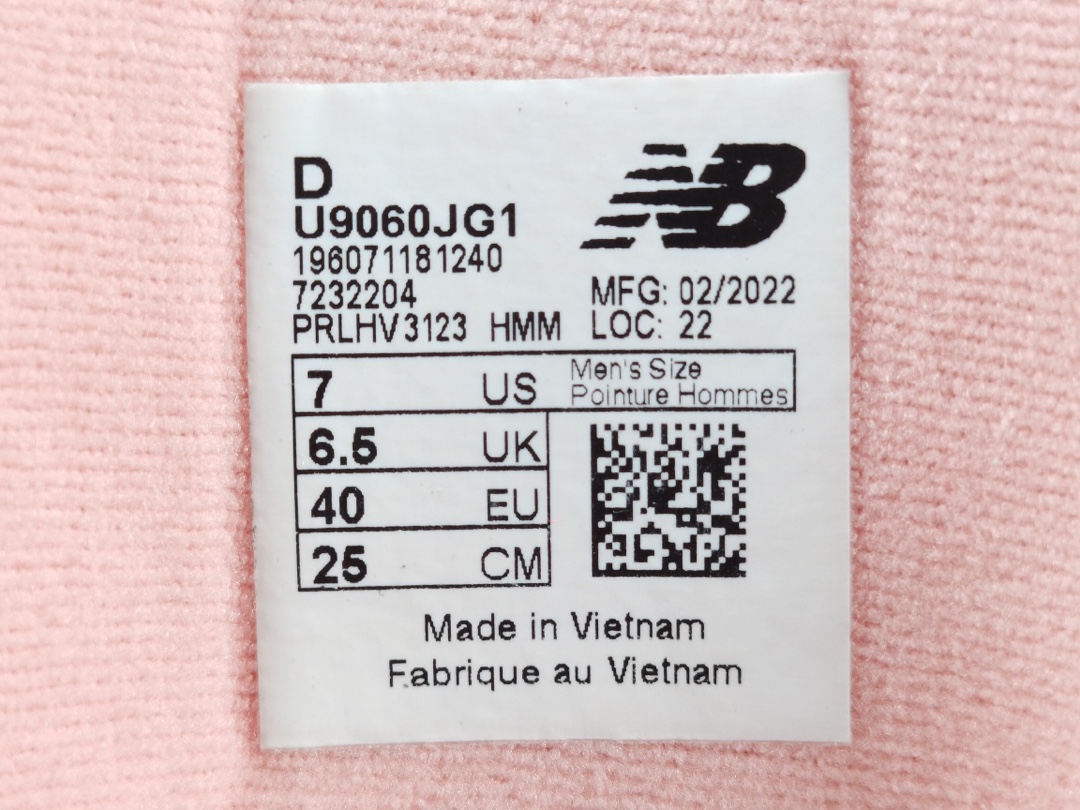 D
U9060JG1
196071181240
7232204
PRLHV3123 HMM
NB
MFG: 02/2022
LOC: 22
7 US Men's Size
Pointure Hommes
6.5 UK
40 EU
25 CM
Made in Vietnam
Fabrique au Vietnam